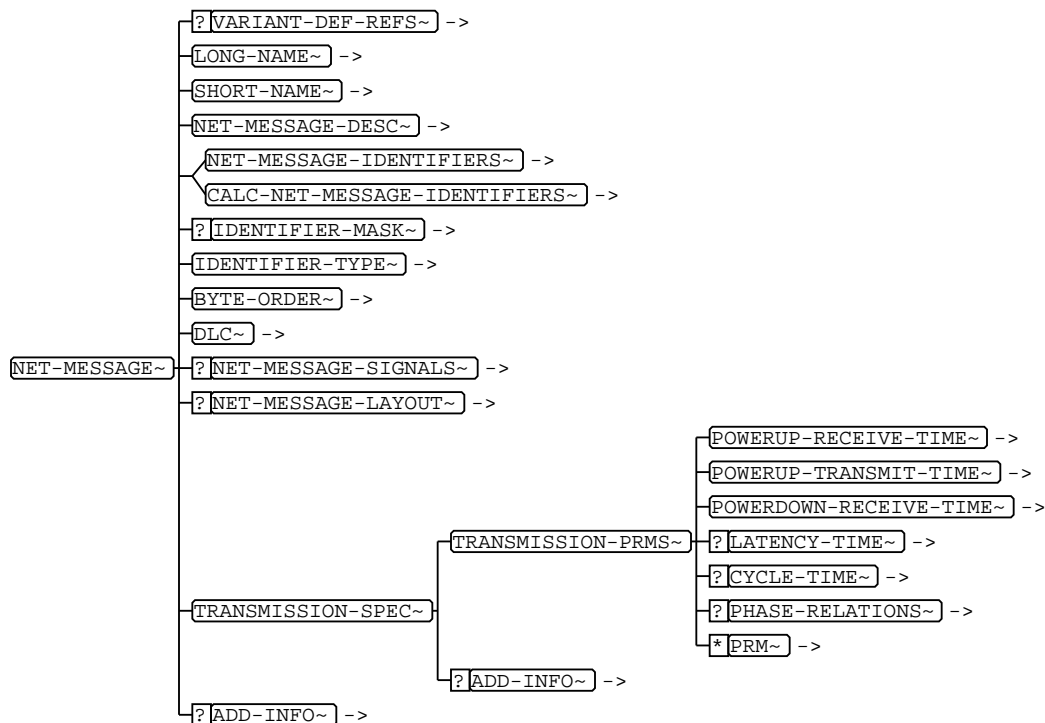 ? VARIANT-DEF-REFS~ ->
LONG-NAME~ ->
SHORT-NAME~ ->
NET-MESSAGE-DESC~ ->
NET-MESSAGE-IDENTIFIERS~ ->
CALC-NET-MESSAGE-IDENTIFIERS~ ->
? IDENTIFIER-MASK~ ->
IDENTIFIER-TYPE~ ->
BYTE-ORDER~ ->
DLC~ ->
NET-MESSAGE~ ? NET-MESSAGE-SIGNALS~ ->
? NET-MESSAGE-LAYOUT~ ->
POWERUP-RECEIVE-TIME~ ->
POWERUP-TRANSMIT-TIME~ ->
POWERDOWN-RECEIVE-TIME~ ->
TRANSMISSION-PRMS~ ? LATENCY-TIME~ ->
? CYCLE-TIME~ ->
TRANSMISSION-SPEC~ ? PHASE-RELATIONS~ ->
* PRM~ ->
? ADD-INFO~ ->
? ADD-INFO~ ->